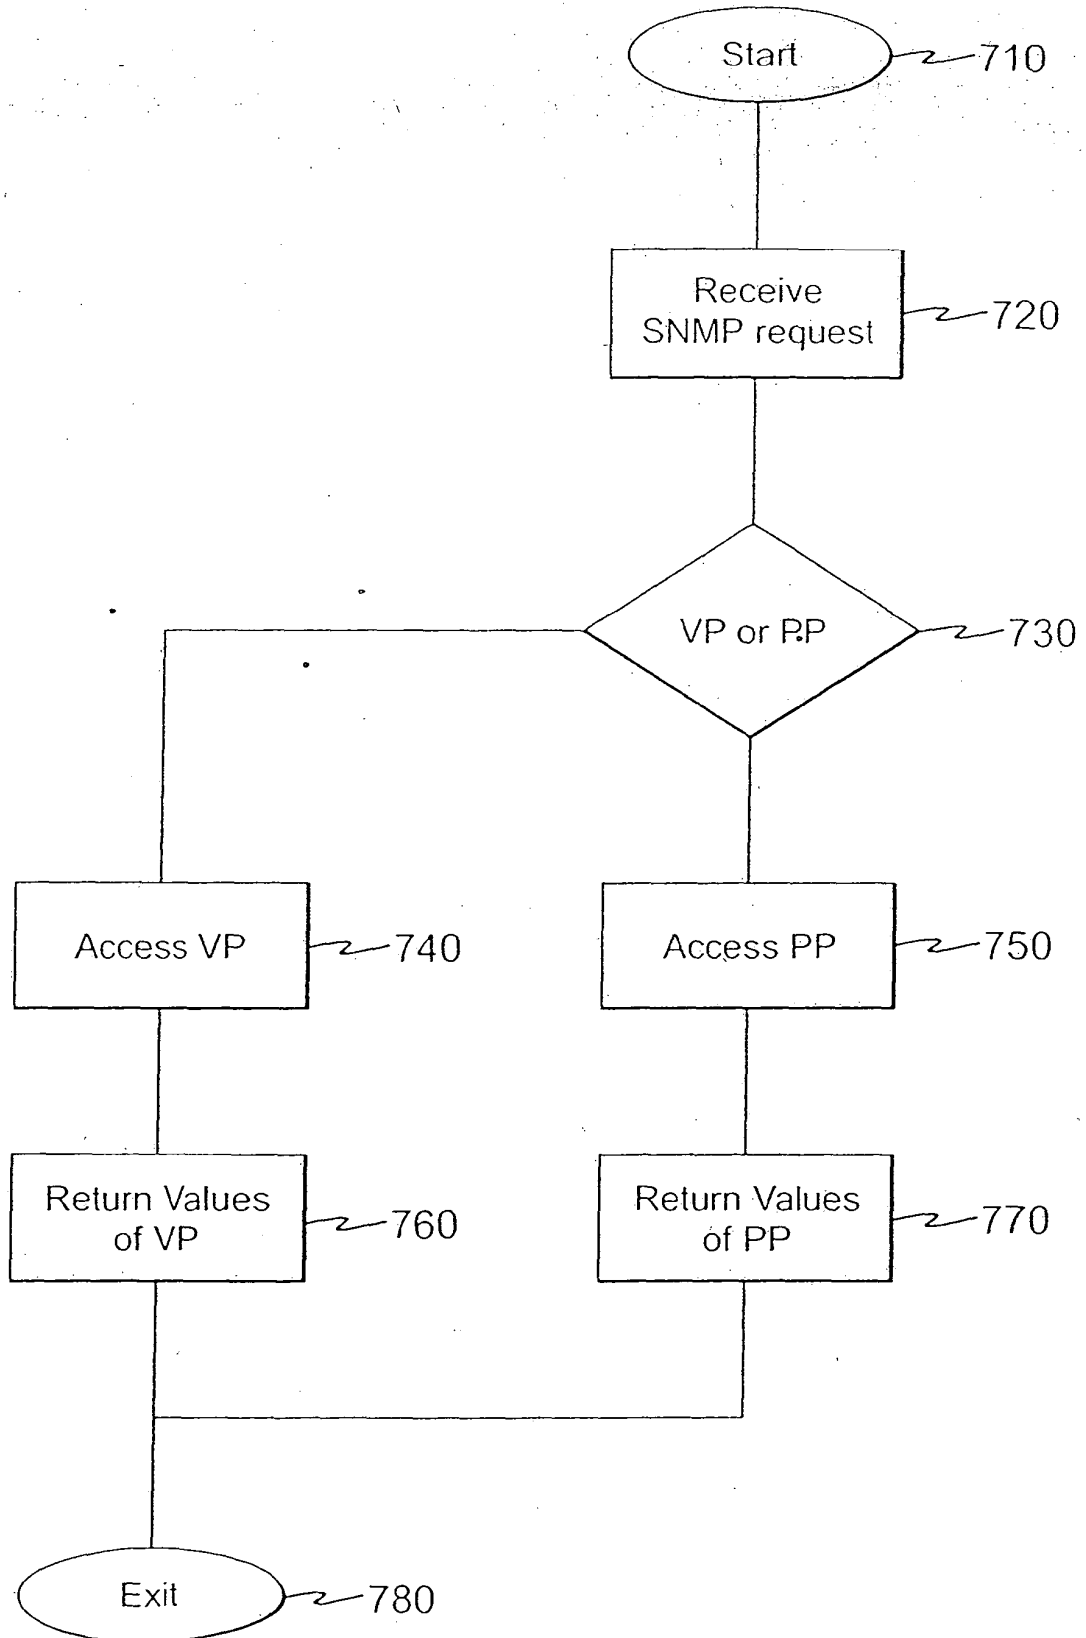 Start
710
Receive
SNMP request
720
VP or PP
730
Access VP
740
Access PP
750
Return Values
of VP
760
Return Values
of PP
770
Exit
780